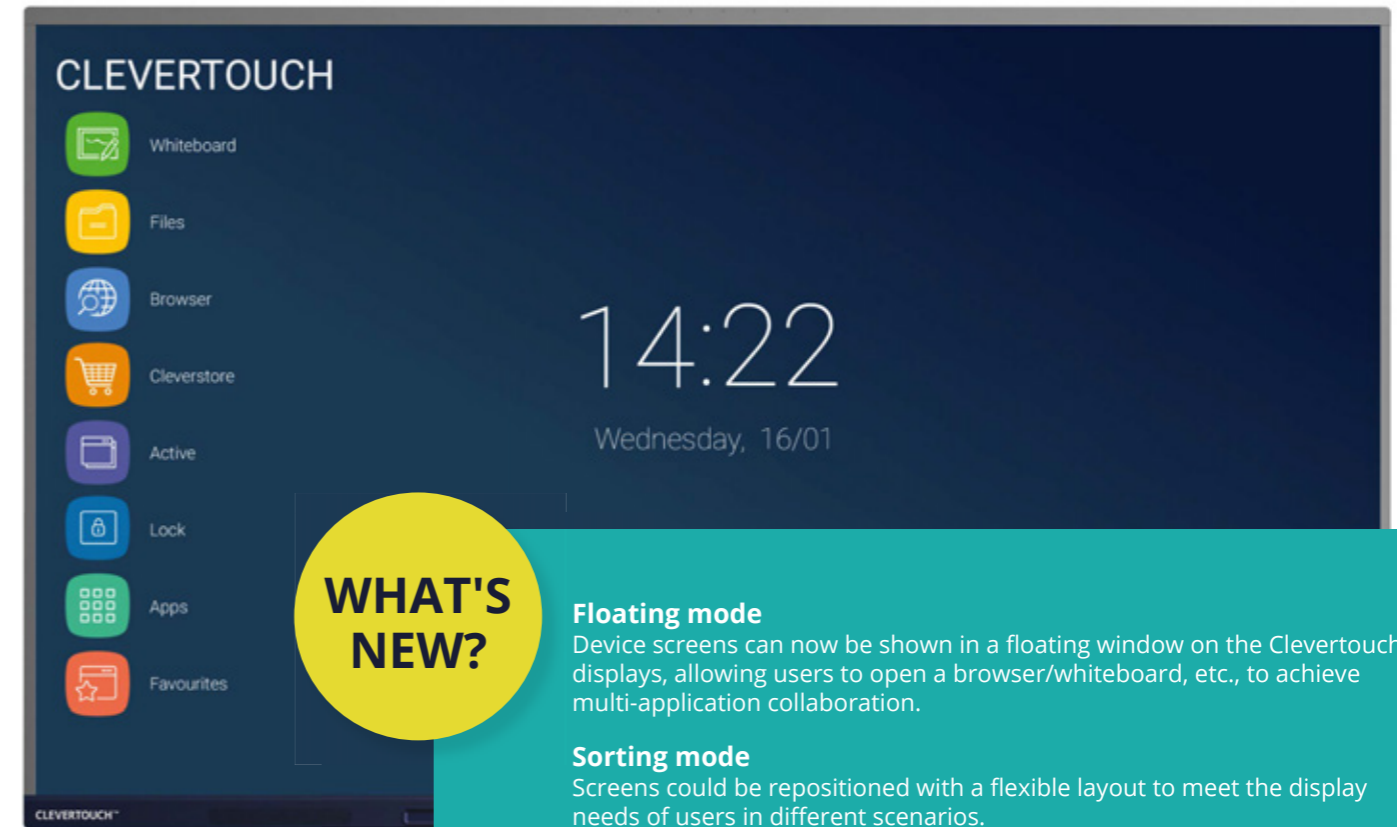 CLEVERTOUCH
Whiteboard
Files
Browser
Cleverstore
Active
Lock
Apps
Favourites
14:22
Wednesday, 16/01
WHAT'S
NEW?
Floating mode
Device screens can now be shown in a floating window on the Clevertouch
displays, allowing users to open a browser/whiteboard, etc., to achieve
multi-application collaboration.
Sorting mode
Screens could be repositioned with a flexible layout to meet the display
needs of users in different scenarios.
CLEVERTOUCH™